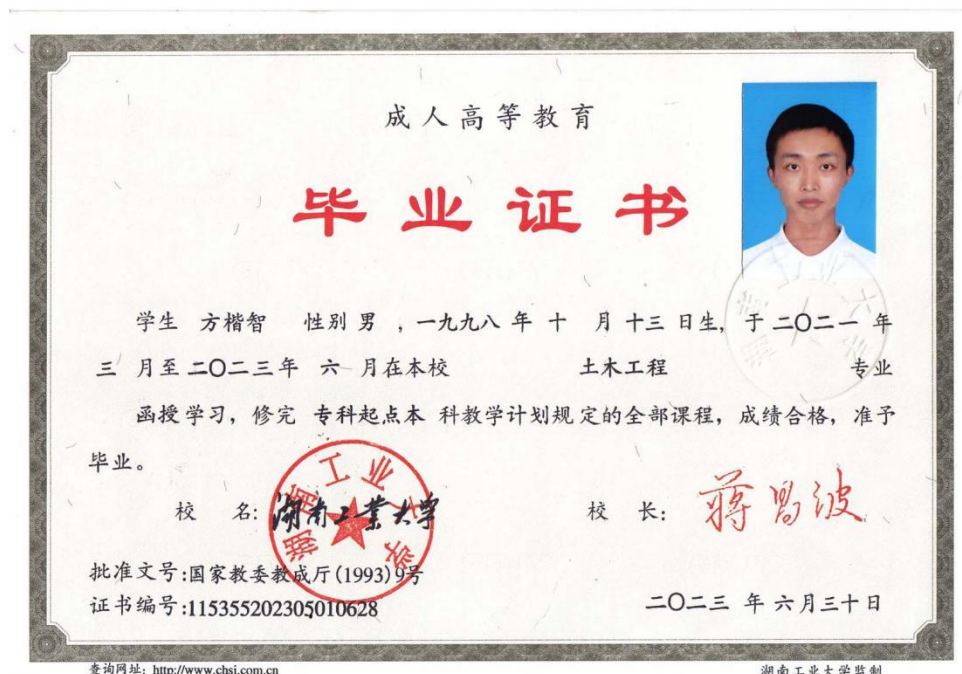 成人高等教育
毕业证书
学生 方楷智 性别 男 ，一九九八 年 十 月 十三 日生，于 二〇二一 年
三 月至 二〇二三年 六 月在本校 土木工程 专业
函授学习，修完 专科起点本 科教学计划规定的全部课程，成绩合格，准予
毕业。
校 名: 湖南工业大学
湖南工业大学
校 长: 蒋昌波
批准文号:国家教委教成厅(1993)9号
证书编号:115355202305010628
二〇二三 年 六月三十日
查询网址: http://www.chsi.com.cn
湖南工业大学监制